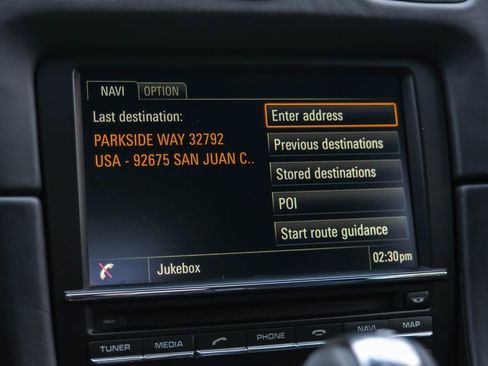 NAVI OPTION
Last destination:
PARKSIDE WAY 32792
USA - 92675 SAN JUAN C..
Enter address
Previous destinations
Stored destinations
POI
Start route guidance
Jukebox
02:30pm
TUNER MEDIA PHONE NAVI MAP